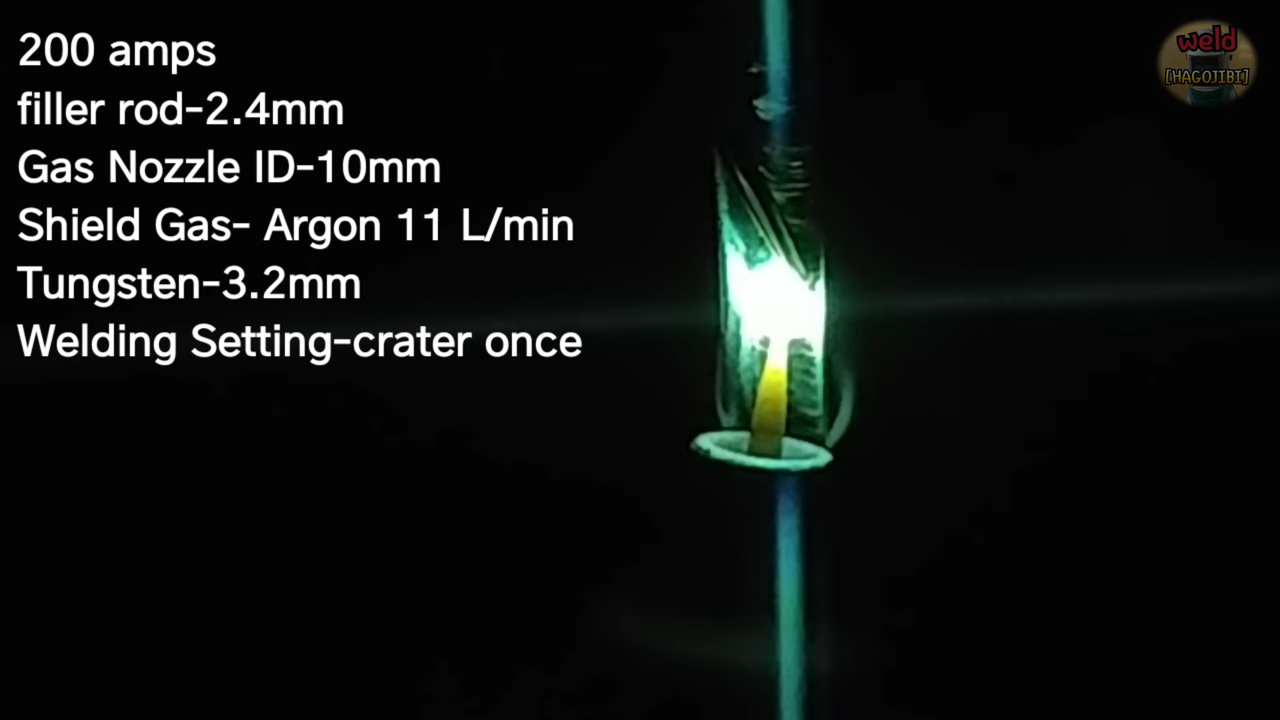 200 amps
filler rod-2.4mm
Gas Nozzle ID-10mm
Shield Gas- Argon 11 L/min
Tungsten-3.2mm
Welding Setting-crater once
weld
[HAGOJIBI]